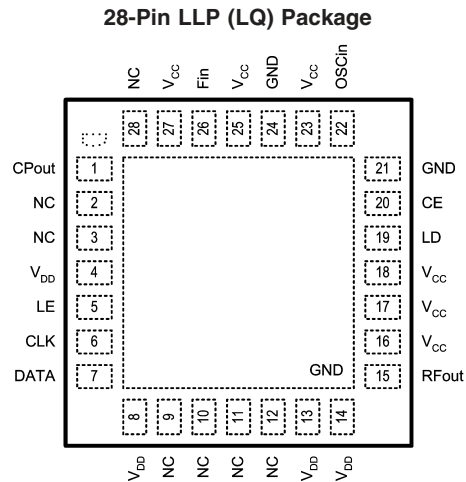 28-Pin LLP (LQ) Package
NC VCC Fin VCC GND VCC OSCin
28 27 26 25 24 23 22
CPout 1 21 GND
NC 2 20 CE
NC 3 19 LD
VDD 4 18 VCC
LE 5 17 VCC
CLK 6 16 VCC
DATA 7 GND 15 RFout
8 9 10 11 12 13 14
VDD NC NC NC NC VDD VDD